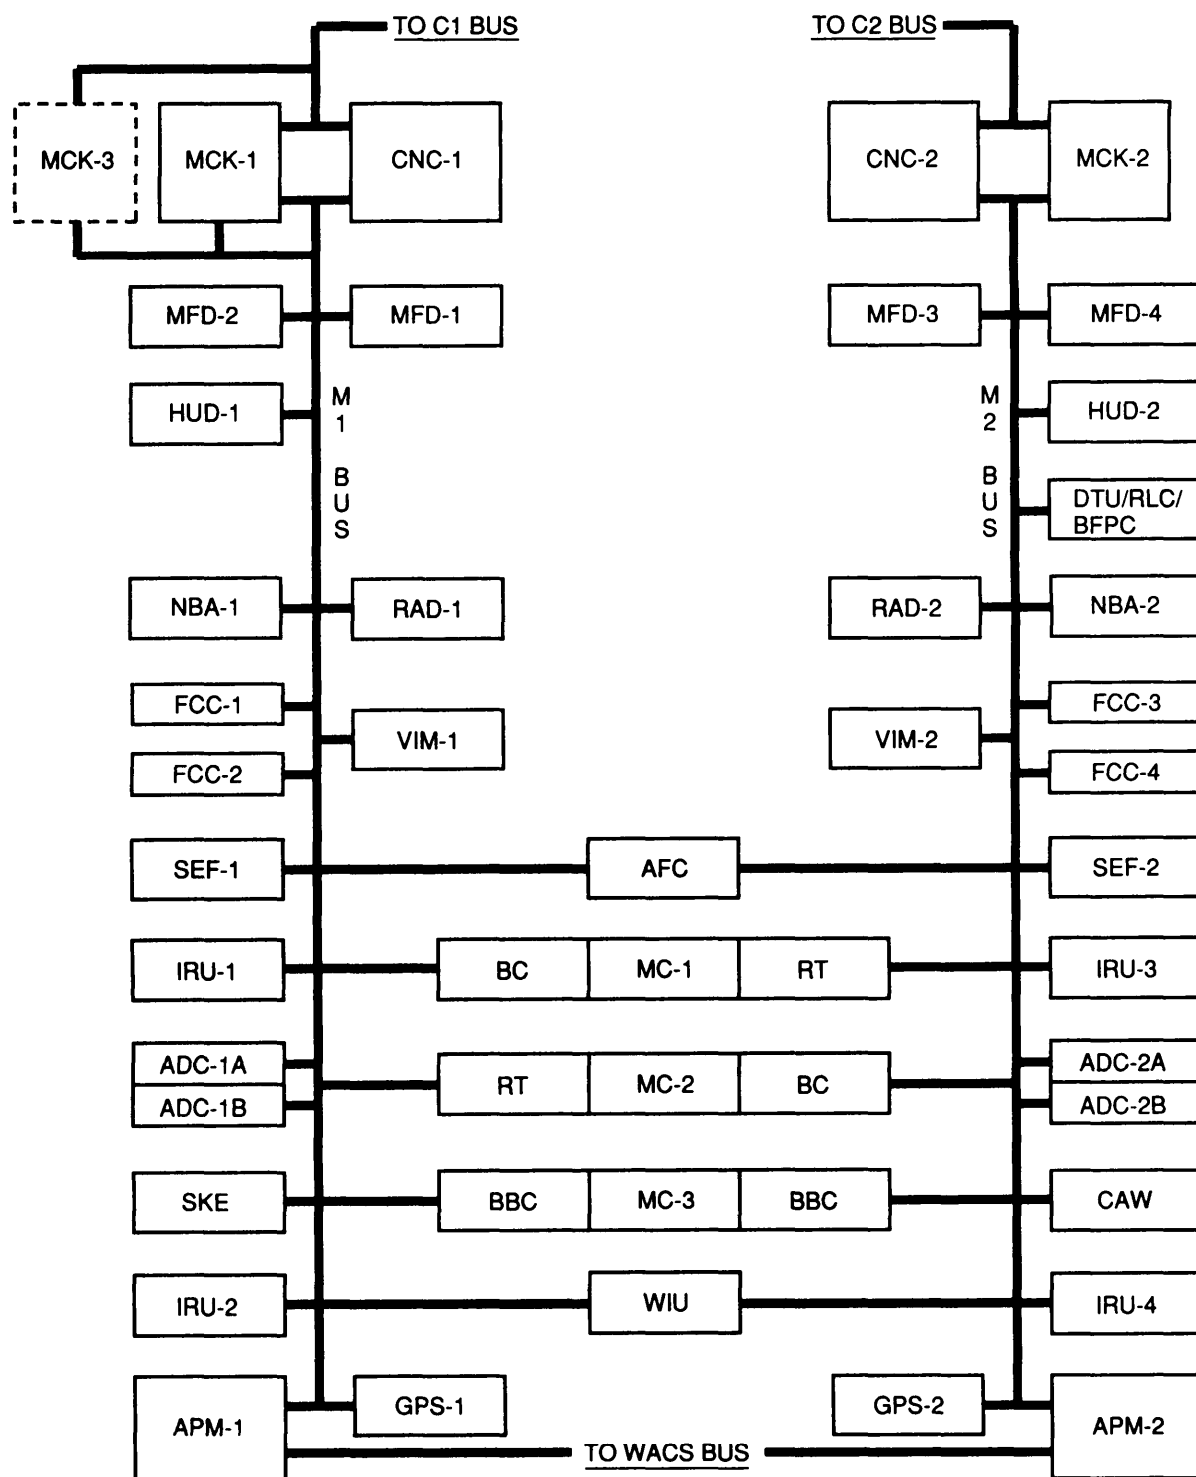 TO C1 BUS
TO C2 BUS
MCK-3
MCK-1
CNC-1
CNC-2
MCK-2
MFD-2
MFD-1
MFD-3
MFD-4
HUD-1
M1 BUS
M2 BUS
HUD-2
DTU/RLC/
BFPC
NBA-1
RAD-1
RAD-2
NBA-2
FCC-1
VIM-1
VIM-2
FCC-3
FCC-2
FCC-4
SEF-1
AFC
SEF-2
IRU-1
BC
MC-1
RT
IRU-3
ADC-1A
ADC-1B
RT
MC-2
BC
ADC-2A
ADC-2B
SKE
BBC
MC-3
BBC
CAW
IRU-2
WIU
IRU-4
APM-1
GPS-1
GPS-2
APM-2
TO WACS BUS